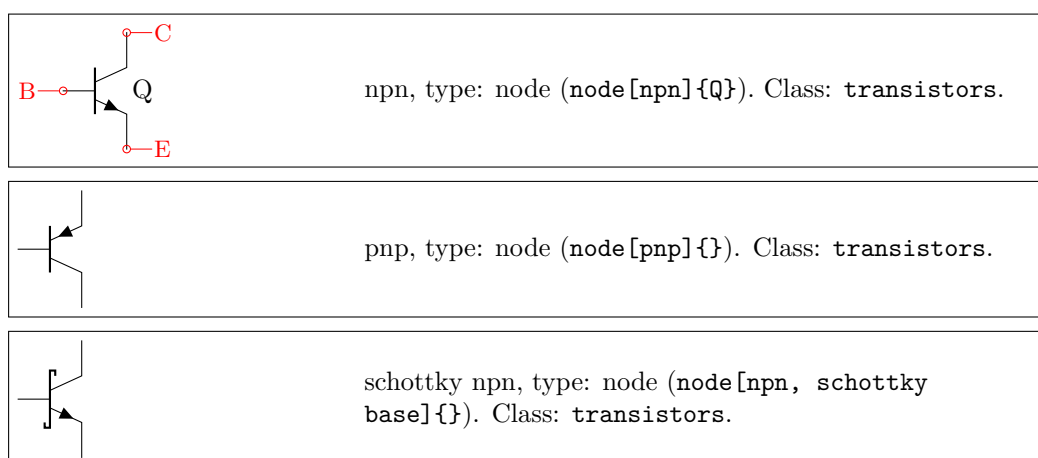 C
B
Q
npn, type: node (node[npn]{Q}). Class: transistors.
E
pnp, type: node (node[pnp]{}). Class: transistors.
schottky npn, type: node (node[npn, schottky
base]{}). Class: transistors.